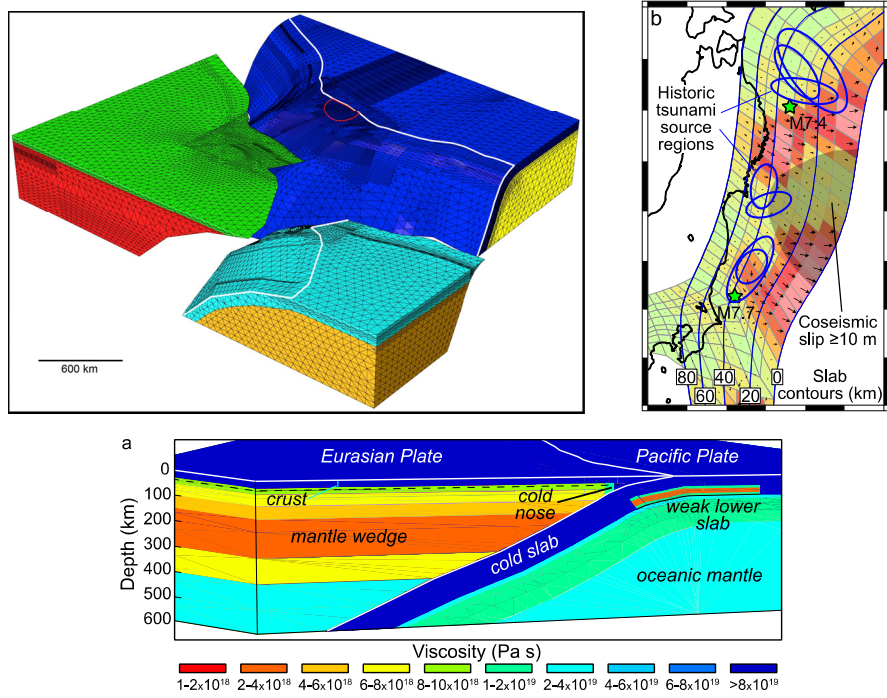 600 km
b
Historic
tsunami
source
regions
M7.4
M7.7
Coseismic
slip ≥10 m
80
40
0
Slab
60
20
contours (km)
a
Eurasian Plate
Pacific Plate
0
100
200
300
400
500
600
Depth (km)
crust
cold
nose
weak lower
slab
mantle wedge
cold slab
oceanic mantle
Viscosity (Pa s)
1-2x10¹⁸ 2-4x10¹⁸ 4-6x10¹⁸ 6-8x10¹⁸ 8-10x10¹⁸ 1-2x10¹⁹ 2-4x10¹⁹ 4-6x10¹⁹ 6-8x10¹⁹ >8x10¹⁹